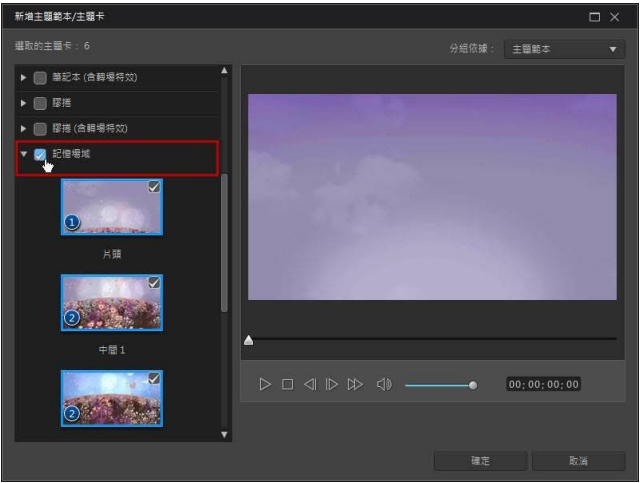 新增主題範本/主題卡
選取的主題卡：6
分組依據：
主題範本
筆記本 (含轉場特效)
膠捲
膠捲 (含轉場特效)
記憶場域
1
片頭
2
中間 1
2
00;00;00;00
確定
取消